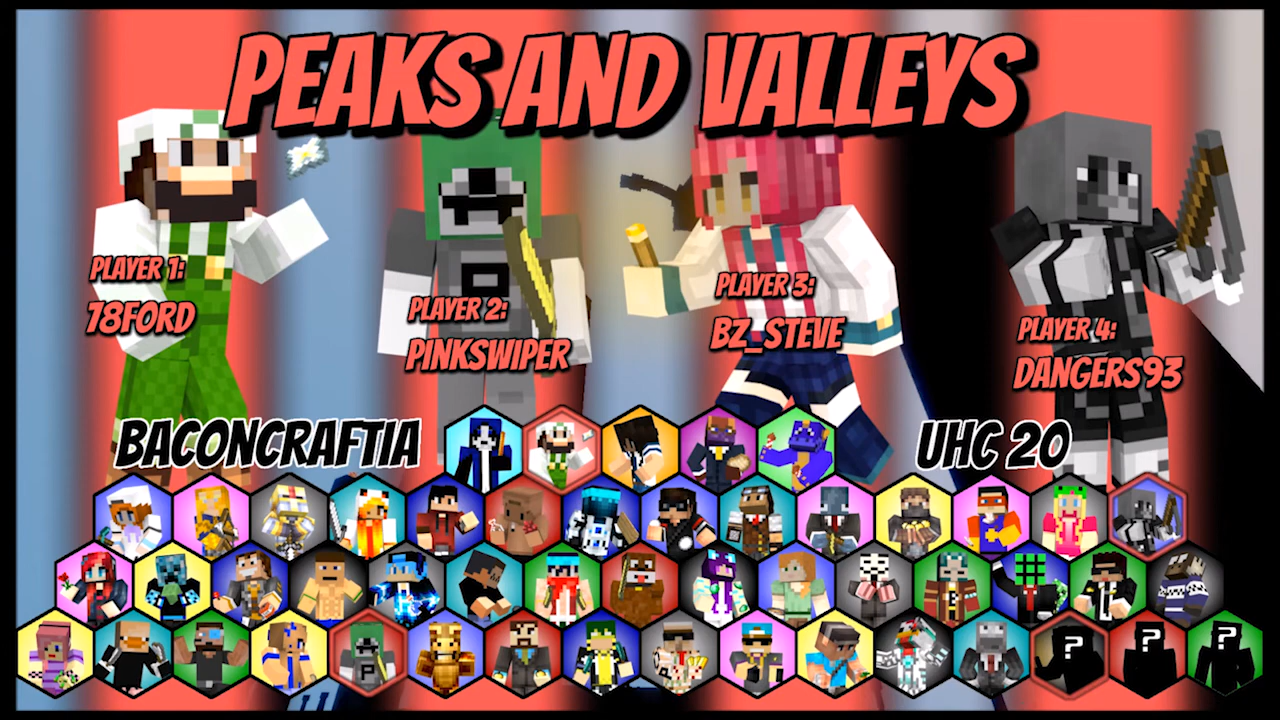 PEAKS AND VALLEYS
PLAYER 1:
78FORD
PLAYER 2:
PINKSWIPER
PLAYER 3:
BZ_STEVE
PLAYER 4:
DANGERS93
BACONCRAFTIA
UHC 20
P
? ? ?